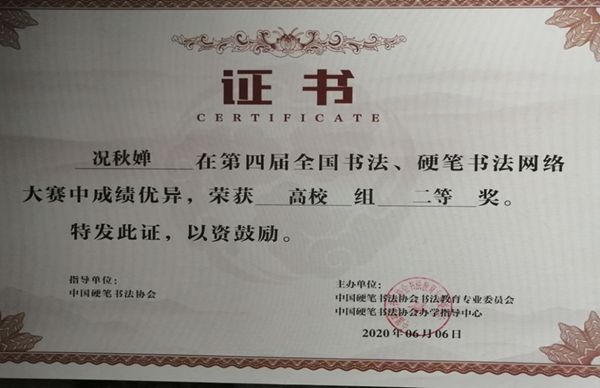 证书
CERTIFICATE
况秋婵 在第四届全国书法、硬笔书法网络
大赛中成绩优异，荣获 高校 组 二等 奖。
特发此证，以资鼓励。
指导单位：
中国硬笔书法协会
主办单位：
中国硬笔书法协会书法教育专业委员会
中国硬笔书法协会办学指导中心
2020年06月06日